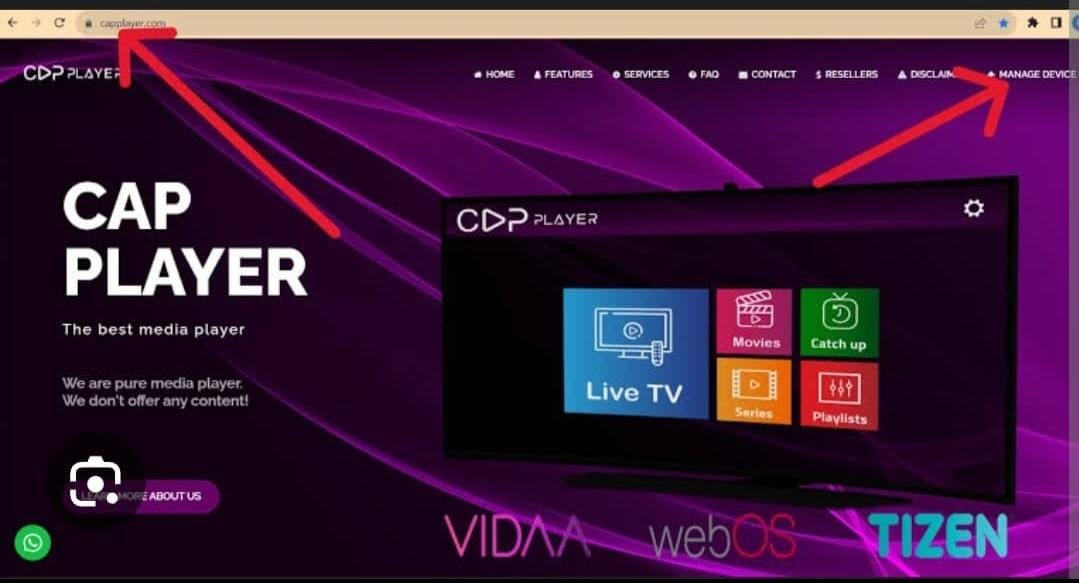 capplayer.com
CAP PLAYER
HOME FEATURES SERVICES FAQ CONTACT $ RESELLERS MANAGE DEVICE
CAP
PLAYER
The best media player
We are pure media player.
We don't offer any content!
ABOUT US
CAP PLAYER
Live TV
Movies
Catch up
Series
Playlists
VIDAA webOS TIZEN